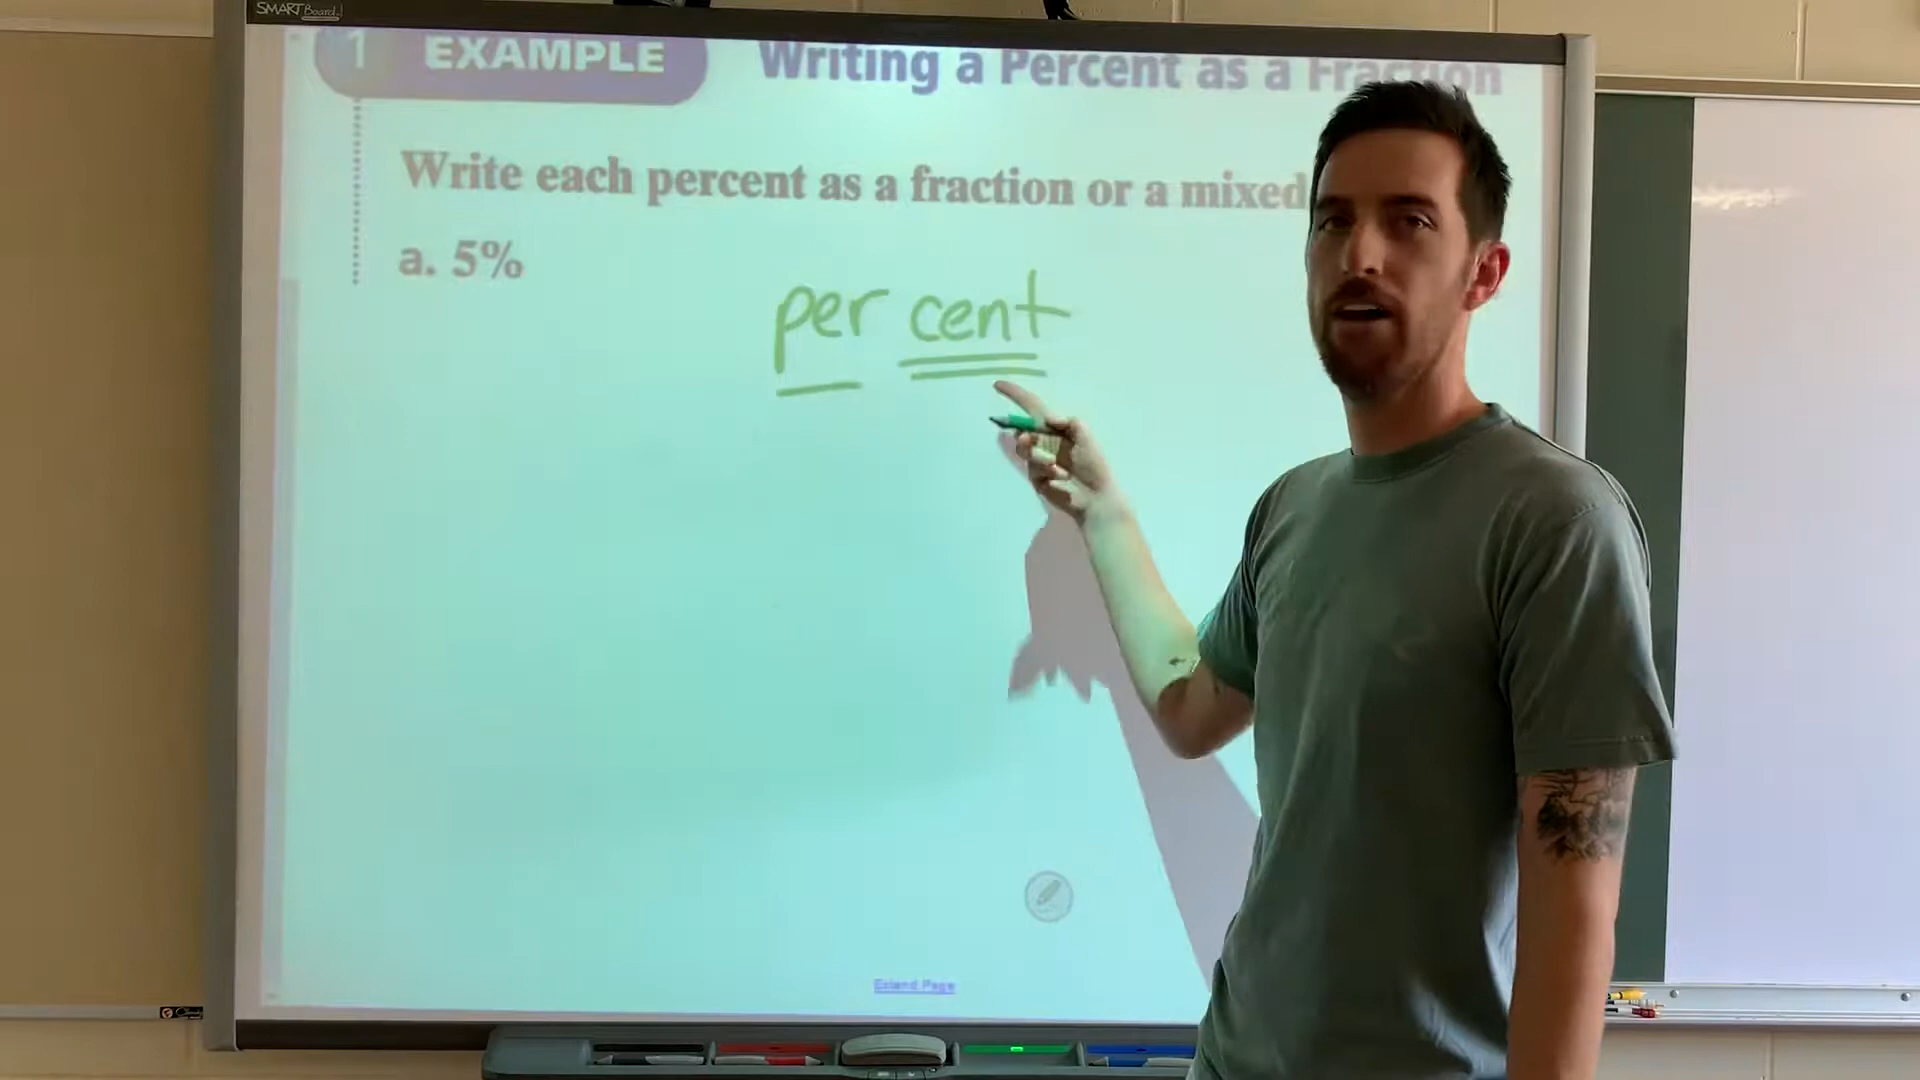 SMART Board
1 EXAMPLE Writing a Percent as a Fraction
Write each percent as a fraction or a mixed
a. 5%
per cent
Extend Page